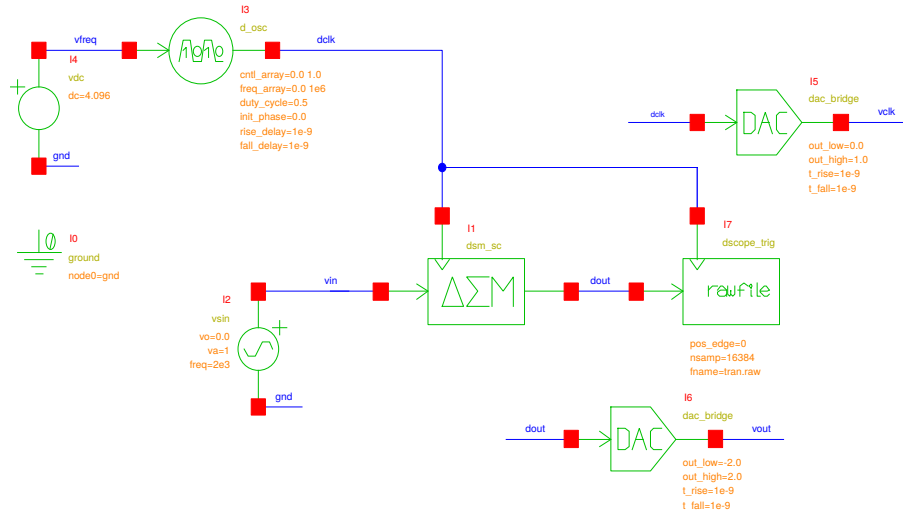 I3
d_osc
vfreq
dclk
I4
vdc
dc=4.096
cntl_array=0.0 1.0
freq_array=0.0 1e6
duty_cycle=0.5
init_phase=0.0
rise_delay=1e-9
fall_delay=1e-9
gnd
I5
dac_bridge
dclk
DAC
vclk
out_low=0.0
out_high=1.0
t_rise=1e-9
t_fall=1e-9
0
I0
ground
node0=gnd
I1
dsm_sc
I7
dscope_trig
vin
ΔΣM
dout
rawfile
I2
vsin
vo=0.0
va=1
freq=2e3
pos_edge=0
nsamp=16384
fname=tran.raw
gnd
I6
dac_bridge
dout
DAC
vout
out_low=-2.0
out_high=2.0
t_rise=1e-9
t_fall=1e-9